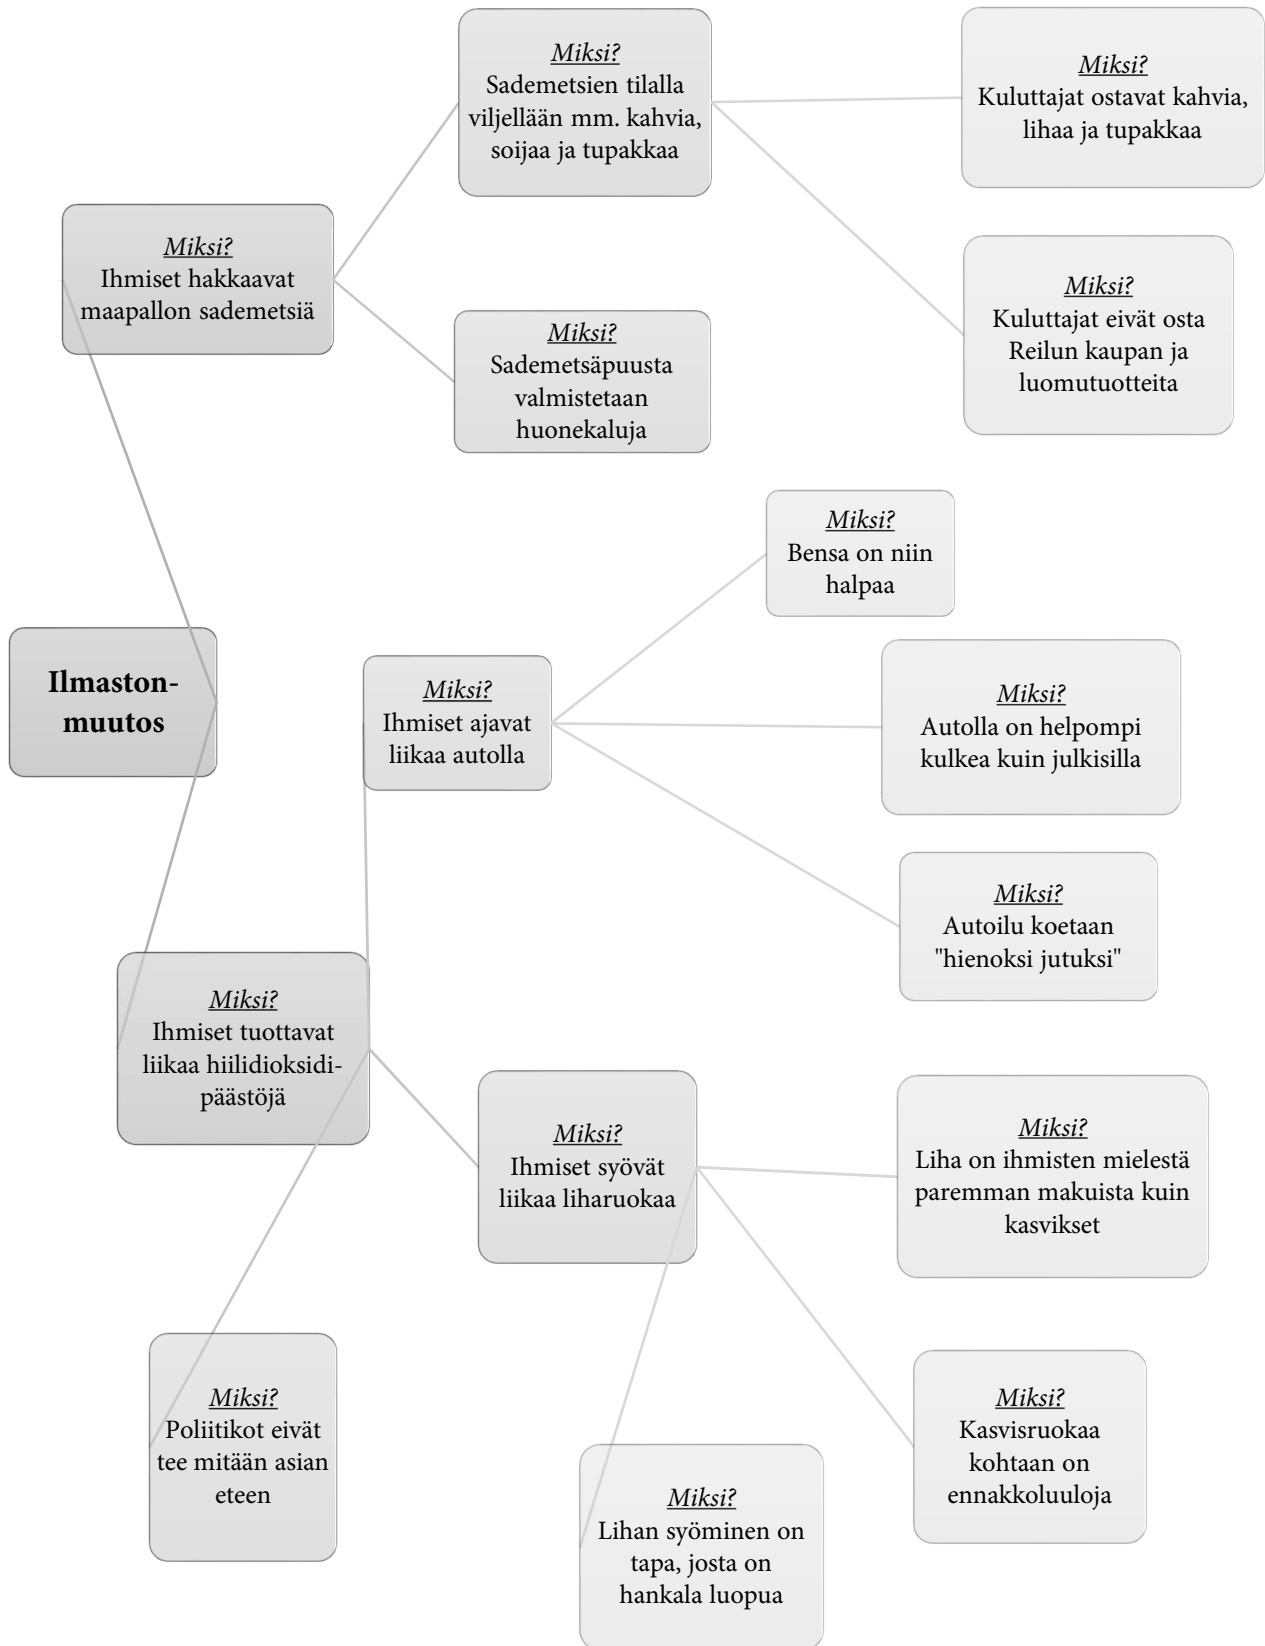 Miksi?
Sademetsien tilalla
viljellään mm. kahvia,
soijaa ja tupakkaa
Miksi?
Kuluttajat ostavat kahvia,
lihaa ja tupakkaa
Miksi?
Ihmiset hakkaavat
maapallon sademetsiä
Miksi?
Kuluttajat eivät osta
Reilun kaupan ja
luomutuotteita
Miksi?
Sademetsäpuusta
valmistetaan
huonekaluja
Miksi?
Bensa on niin
halpaa
Ilmaston-
muutos
Miksi?
Ihmiset ajavat
liikaa autolla
Miksi?
Autolla on helpompi
kulkea kuin julkisilla
Miksi?
Autoilu koetaan
"hienoksi jutuksi"
Miksi?
Ihmiset tuottavat
liikaa hiilidioksidi-
päästöjä
Miksi?
Ihmiset syövät
liikaa liharuokaa
Miksi?
Liha on ihmisten mielestä
paremman makuista kuin
kasvikset
Miksi?
Poliitikot eivät
tee mitään asian
eteen
Miksi?
Kasvisruokaa
kohtaan on
ennakkoluuloja
Miksi?
Lihan syöminen on
tapa, josta on
hankala luopua